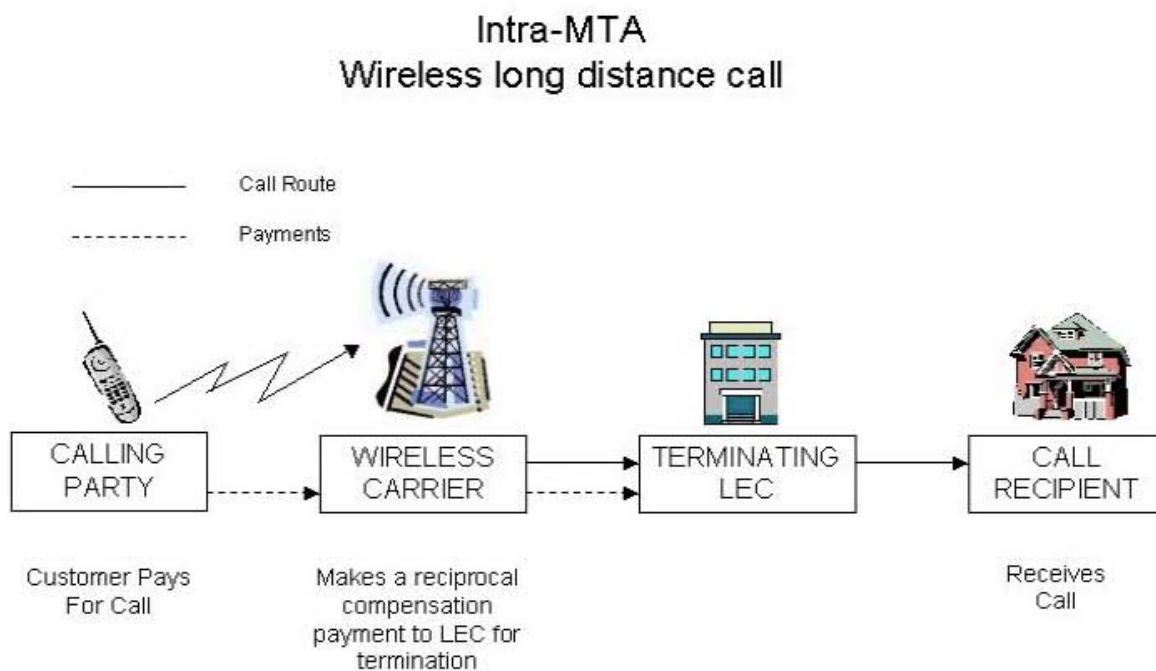 Intra-MTA
Wireless long distance call
Call Route
Payments
CALLING
PARTY
WIRELESS
CARRIER
TERMINATING
LEC
CALL
RECIPIENT
Customer Pays
For Call
Makes a reciprocal
compensation
payment to LEC for
termination
Receives
Call